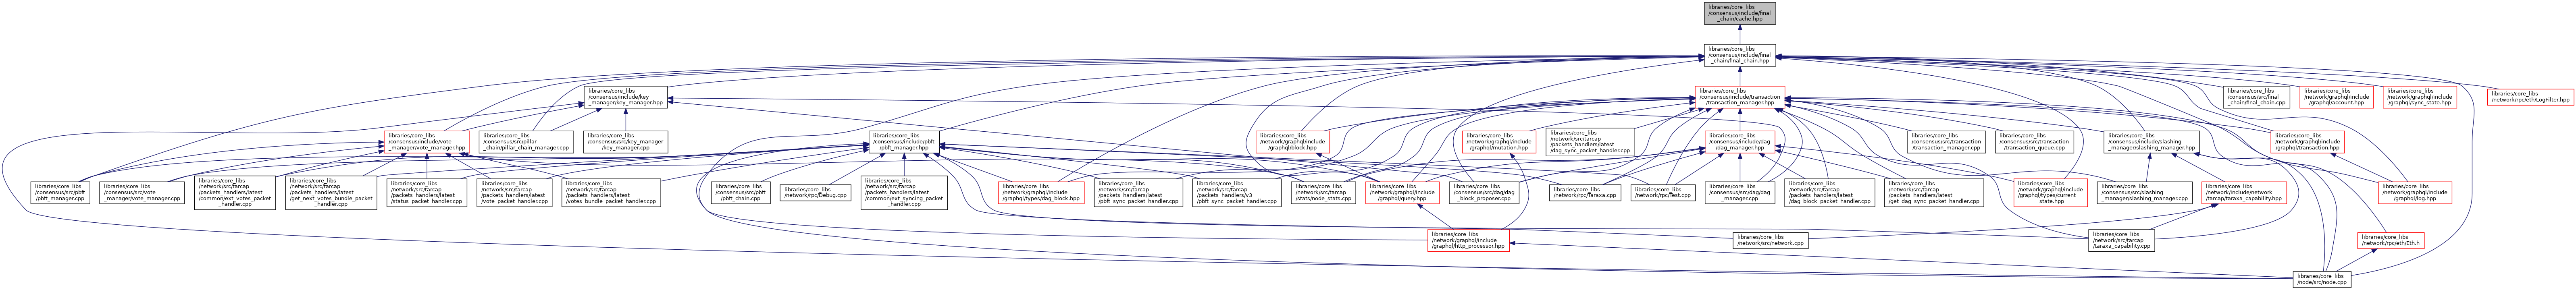 libraries/core_libs
/consensus/include/final
_chain/cache.hpp
libraries/core_libs
/consensus/include/final
_chain/final_chain.hpp
libraries/core_libs
/consensus/include/key
_manager/key_manager.hpp
libraries/core_libs
/consensus/include/transaction
/transaction_manager.hpp
libraries/core_libs
/consensus/src/final
_chain/final_chain.cpp
libraries/core_libs
/network/graphql/include
/graphql/account.hpp
libraries/core_libs
/network/graphql/include
/graphql/sync_state.hpp
libraries/core_libs
/network/rpc/eth/LogFilter.hpp
libraries/core_libs
/consensus/include/vote
_manager/vote_manager.hpp
libraries/core_libs
/consensus/src/pillar
_chain/pillar_chain_manager.cpp
libraries/core_libs
/consensus/src/key_manager
/key_manager.cpp
libraries/core_libs
/consensus/include/pbft
/pbft_manager.hpp
libraries/core_libs
/network/graphql/include
/graphql/block.hpp
libraries/core_libs
/network/graphql/include
/graphql/mutation.hpp
libraries/core_libs
/network/src/tarcap
/packets_handlers/latest
/dag_sync_packet_handler.cpp
libraries/core_libs
/consensus/include/dag
/dag_manager.hpp
libraries/core_libs
/consensus/src/transaction
/transaction_manager.cpp
libraries/core_libs
/consensus/src/transaction
/transaction_queue.cpp
libraries/core_libs
/consensus/include/slashing
_manager/slashing_manager.hpp
libraries/core_libs
/network/graphql/include
/graphql/transaction.hpp
libraries/core_libs
/consensus/src/pbft
/pbft_manager.cpp
libraries/core_libs
/consensus/src/vote
_manager/vote_manager.cpp
libraries/core_libs
/network/src/tarcap
/packets_handlers/latest
/common/ext_votes_packet
_handler.cpp
libraries/core_libs
/network/src/tarcap
/packets_handlers/latest
/get_next_votes_bundle_packet
_handler.cpp
libraries/core_libs
/network/src/tarcap
/packets_handlers/latest
/status_packet_handler.cpp
libraries/core_libs
/network/src/tarcap
/packets_handlers/latest
/vote_packet_handler.cpp
libraries/core_libs
/network/src/tarcap
/packets_handlers/latest
/votes_bundle_packet_handler.cpp
libraries/core_libs
/consensus/src/pbft
/pbft_chain.cpp
libraries/core_libs
/network/rpc/Debug.cpp
libraries/core_libs
/network/src/tarcap
/packets_handlers/latest
/common/ext_syncing_packet
_handler.cpp
libraries/core_libs
/network/graphql/include
/graphql/types/dag_block.hpp
libraries/core_libs
/network/src/tarcap
/packets_handlers/latest
/pbft_sync_packet_handler.cpp
libraries/core_libs
/network/src/tarcap
/packets_handlers/v3
/pbft_sync_packet_handler.cpp
libraries/core_libs
/network/src/tarcap
/stats/node_stats.cpp
libraries/core_libs
/network/graphql/include
/graphql/query.hpp
libraries/core_libs
/consensus/src/dag/dag
_block_proposer.cpp
libraries/core_libs
/network/rpc/Taraxa.cpp
libraries/core_libs
/network/rpc/Test.cpp
libraries/core_libs
/consensus/src/dag/dag
_manager.cpp
libraries/core_libs
/network/src/tarcap
/packets_handlers/latest
/dag_block_packet_handler.cpp
libraries/core_libs
/network/src/tarcap
/packets_handlers/latest
/get_dag_sync_packet_handler.cpp
libraries/core_libs
/network/graphql/include
/graphql/types/current
_state.hpp
libraries/core_libs
/consensus/src/slashing
_manager/slashing_manager.cpp
libraries/core_libs
/network/include/network
/tarcap/taraxa_capability.hpp
libraries/core_libs
/network/graphql/include
/graphql/log.hpp
libraries/core_libs
/network/graphql/include
/graphql/http_processor.hpp
libraries/core_libs
/network/src/network.cpp
libraries/core_libs
/network/src/tarcap
/taraxa_capability.cpp
libraries/core_libs
/network/rpc/eth/Eth.h
libraries/core_libs
/node/src/node.cpp